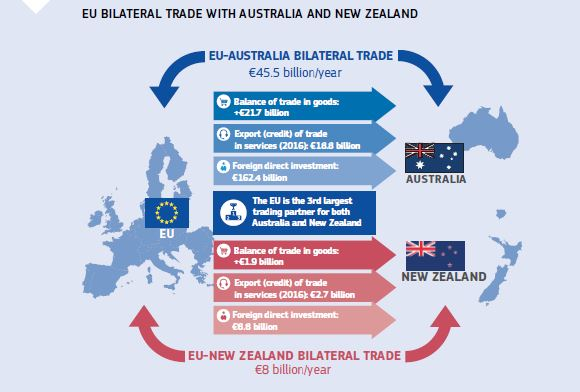 EU BILATERAL TRADE WITH AUSTRALIA AND NEW ZEALAND
EU–AUSTRALIA BILATERAL TRADE
€45.5 billion/year
Balance of trade in goods:
+€21.7 billion
Export (credit) of trade
in services (2016): €18.8 billion
Foreign direct investment:
€162.4 billion
AUSTRALIA
The EU is the 3rd largest
trading partner for both
Australia and New Zealand
EU
Balance of trade in goods:
+€1.9 billion
Export (credit) of trade
in services (2016): €2.7 billion
Foreign direct investment:
€8.8 billion
NEW ZEALAND
EU–NEW ZEALAND BILATERAL TRADE
€8 billion/year